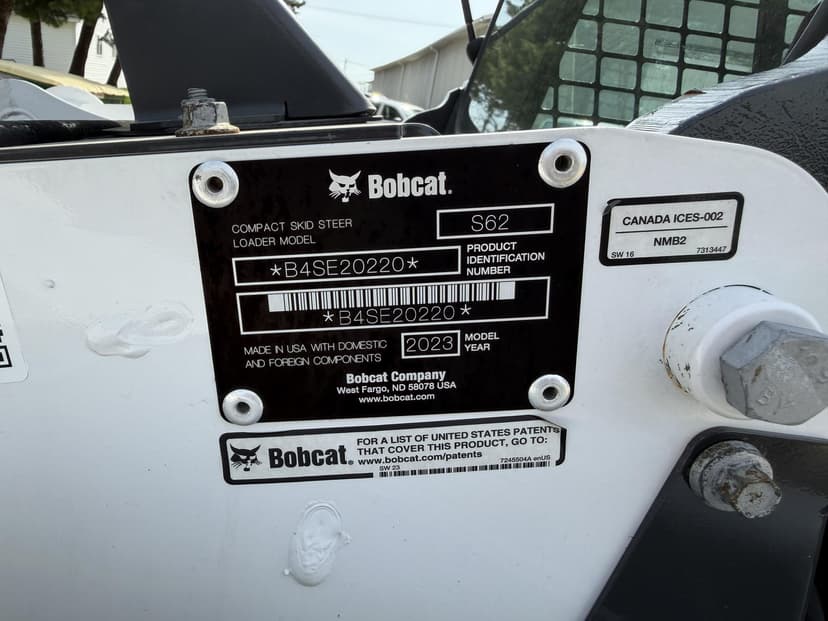 Bobcat.
COMPACT SKID STEER
LOADER MODEL
S62
*B4SE20220*
PRODUCT
IDENTIFICATION
NUMBER
*B4SE20220*
MADE IN USA WITH DOMESTIC
AND FOREIGN COMPONENTS
2023
MODEL
YEAR
Bobcat Company
West Fargo, ND 58078 USA
www.bobcat.com
Bobcat.
FOR A LIST OF UNITED STATES PATENTS
THAT COVER THIS PRODUCT, GO TO:
www.bobcat.com/patents
7245504A enUS
SW 23
CANADA ICES-002
NMB2
SW 16
7313447